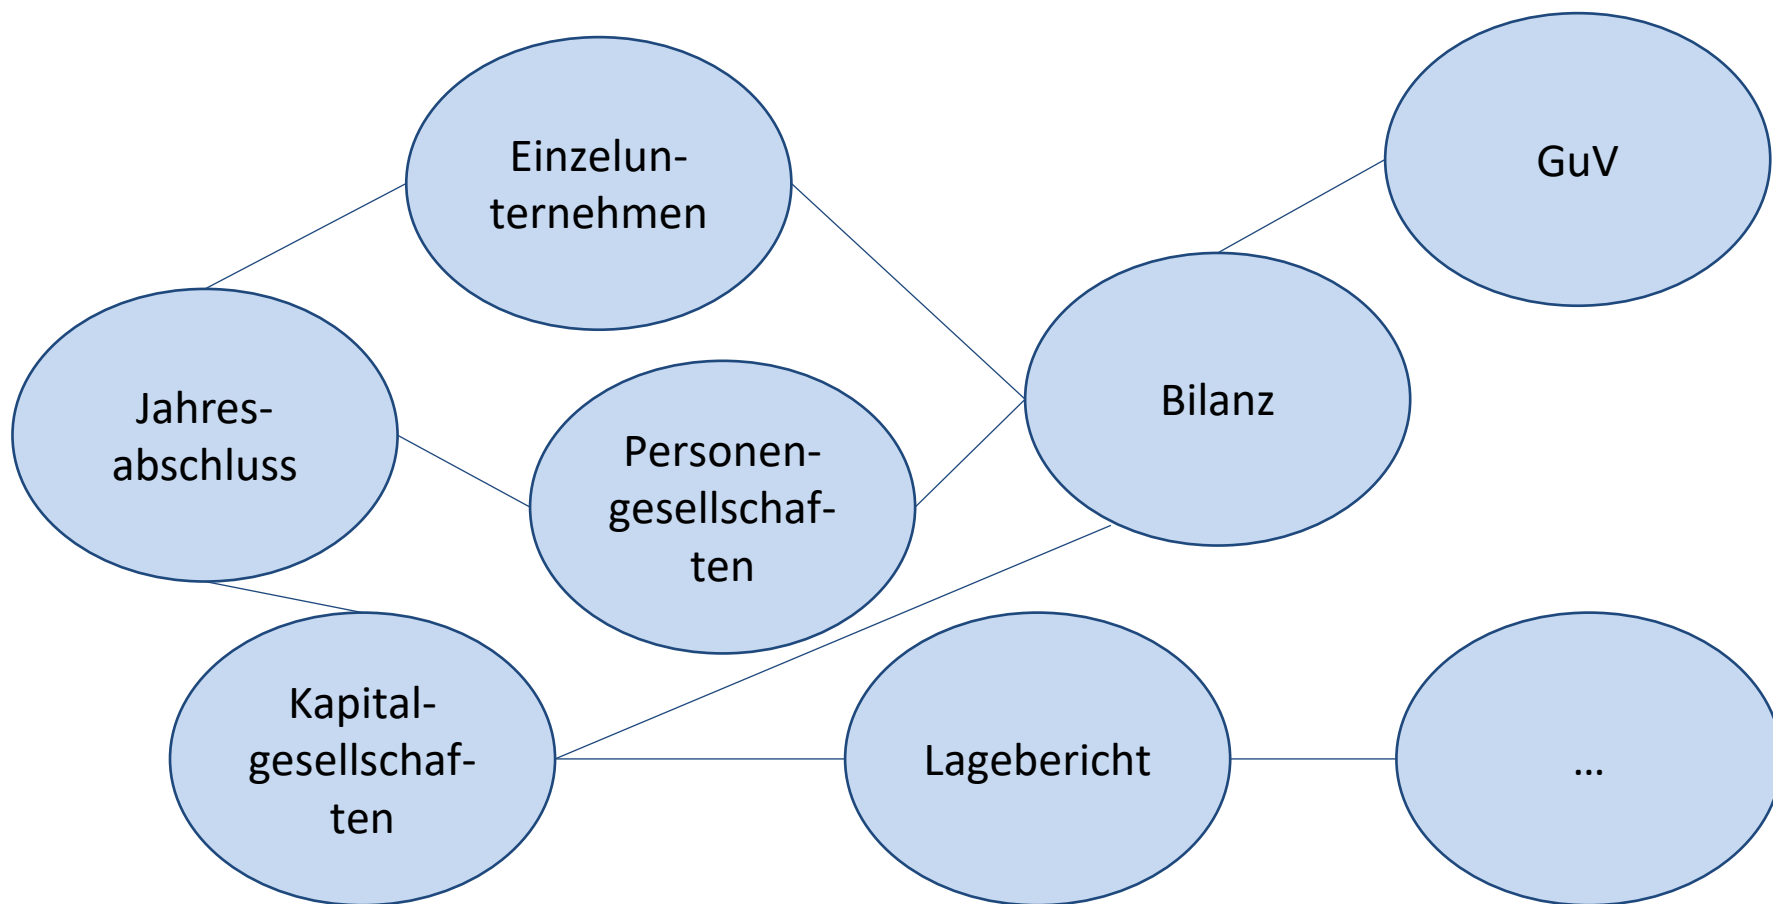 Einzelun-
ternehmen
GuV
Jahres-
abschluss
Personen-
gesellschaf-
ten
Bilanz
Kapital-
gesellschaf-
ten
Lagebericht
...